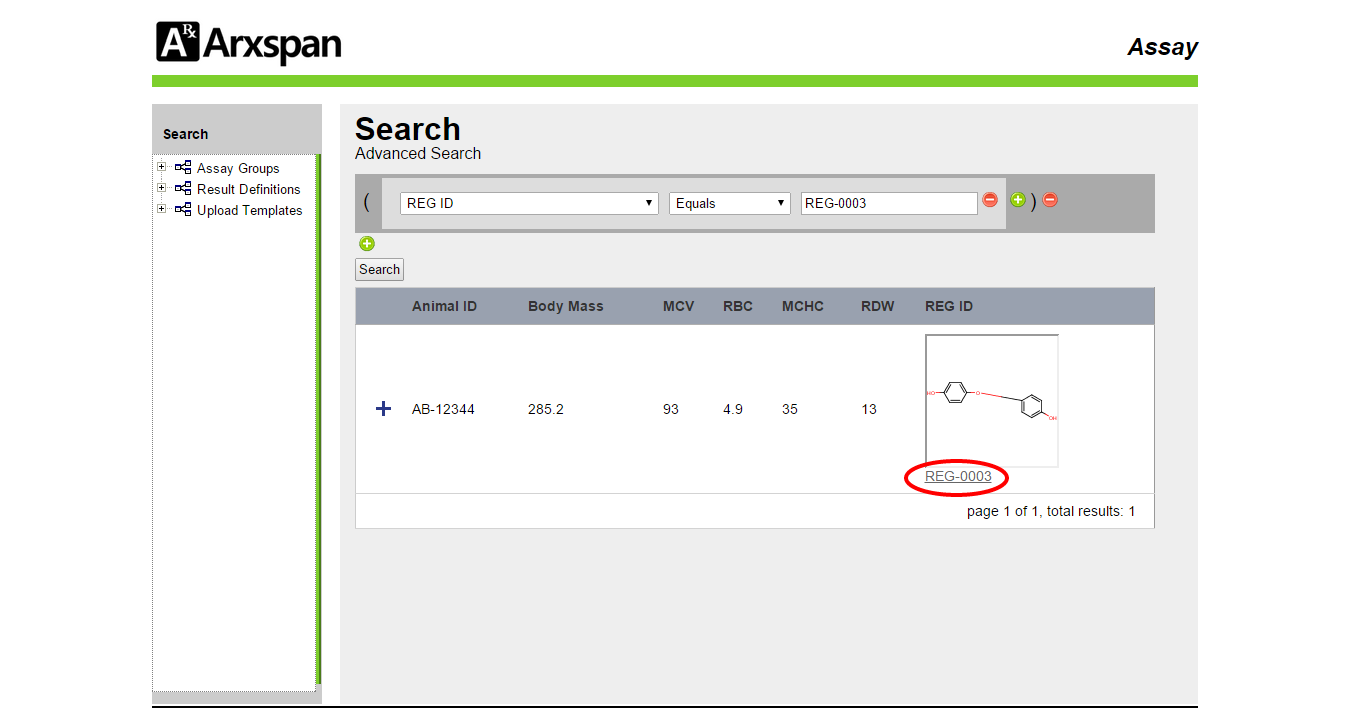 ARx Arxspan
Assay
Search
Assay Groups
Result Definitions
Upload Templates
Search
Advanced Search
( REG ID Equals REG-0003 )
Search
Animal ID Body Mass MCV RBC MCHC RDW REG ID
HO O OH
AB-12344 285.2 93 4.9 35 13
REG-0003
page 1 of 1, total results: 1